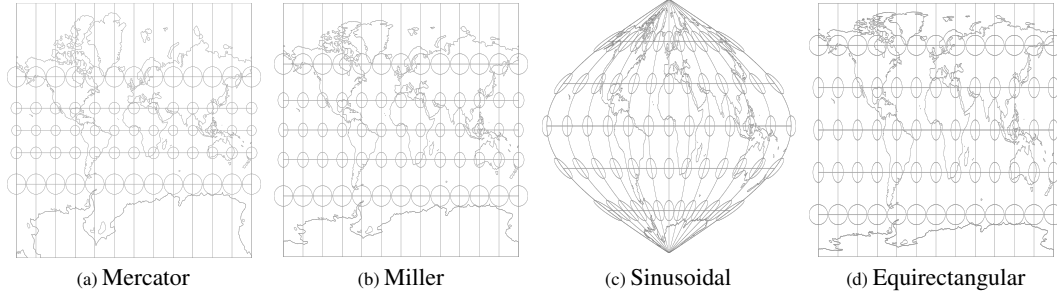 (a) Mercator
(b) Miller
(c) Sinusoidal
(d) Equirectangular